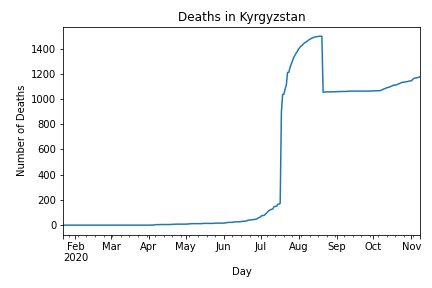 Deaths in Kyrgyzstan
Number of Deaths
1400
1200
1000
800
600
400
200
0
Feb Mar Apr May Jun Jul Aug Sep Oct Nov
2020
Day